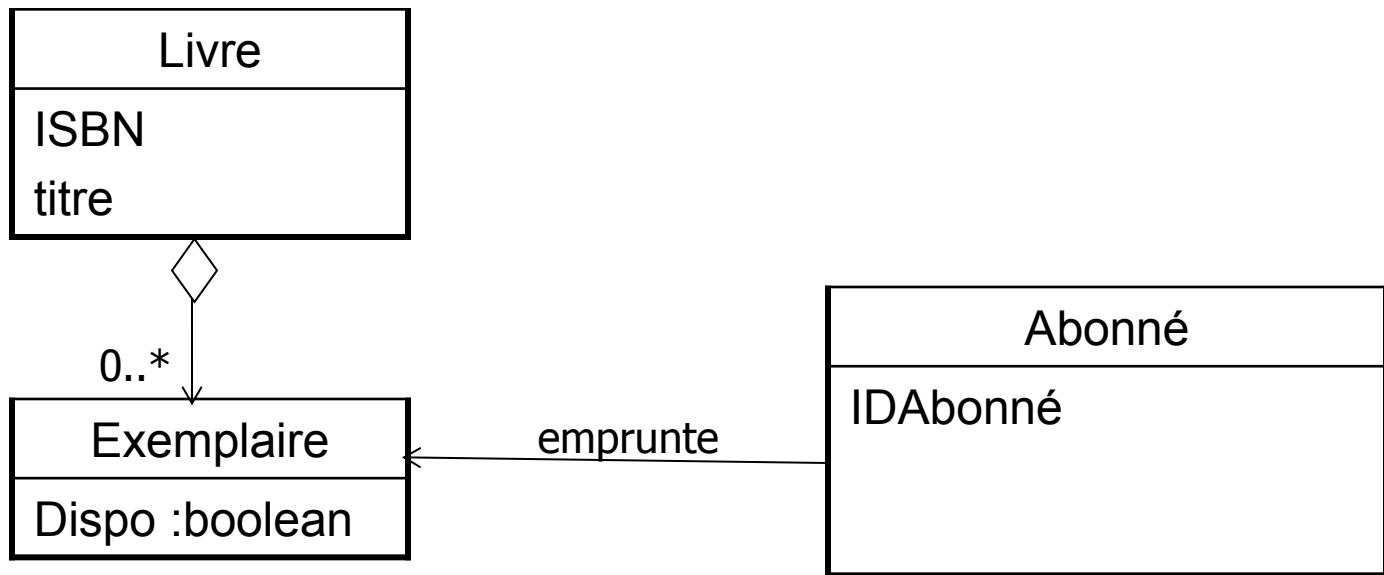 Livre
ISBN
titre
0..*
Exemplaire
Dispo :boolean
emprunte
Abonné
IDAbonné